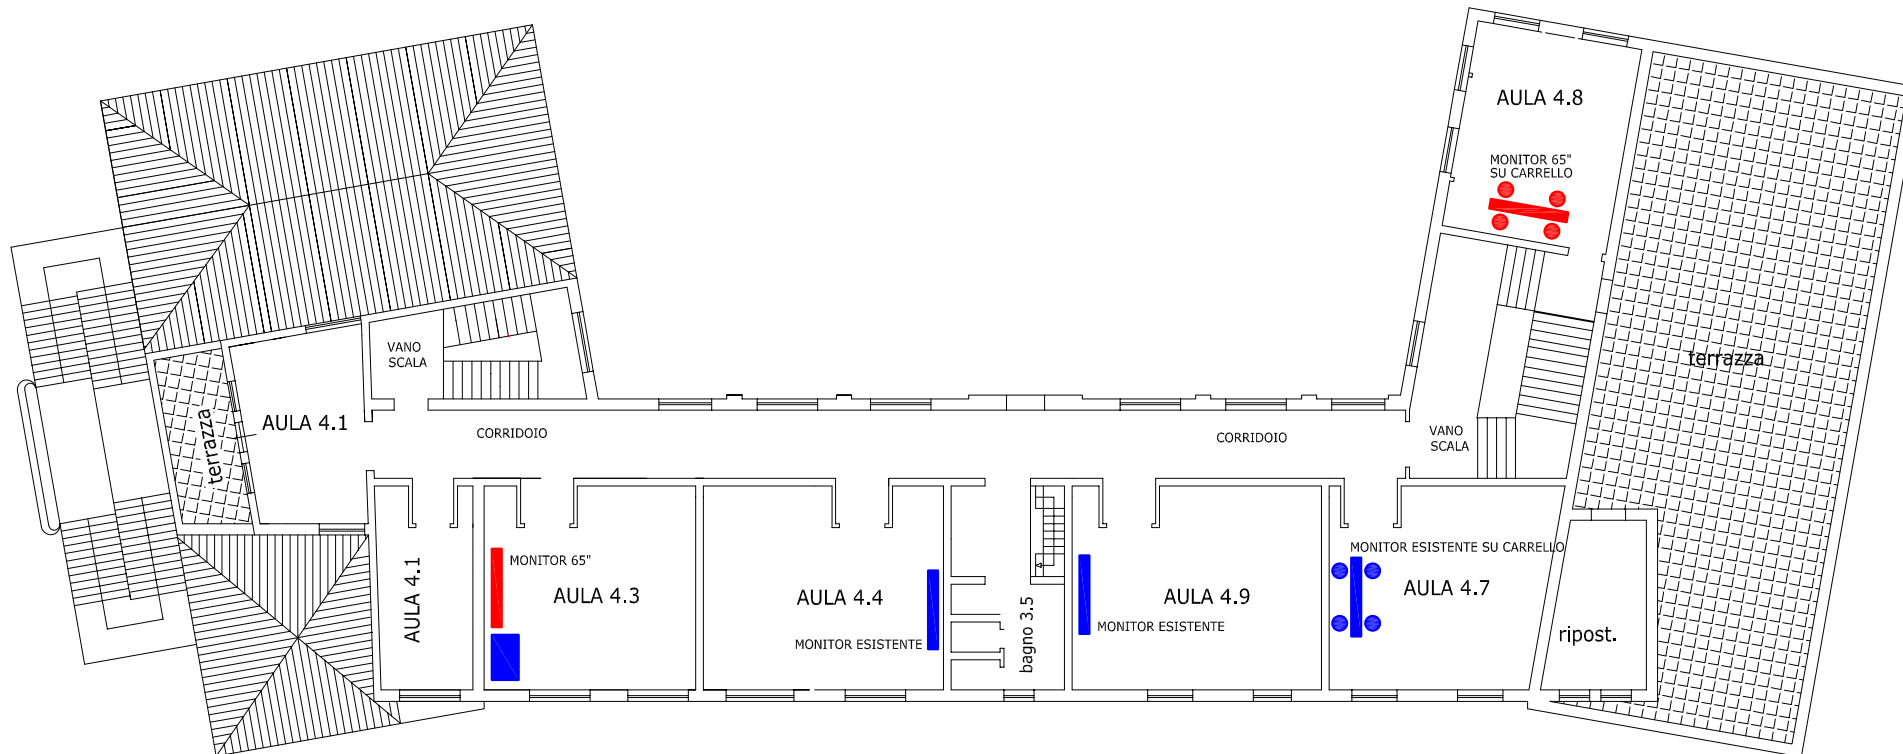 AULA 4.8
MONITOR 65"
SU CARRELLO
VANO
SCALA
terrazza
terrazza
AULA 4.1
CORRIDOIO
CORRIDOIO
VANO
SCALA
AULA 4.1
MONITOR 65"
AULA 4.3
AULA 4.4
MONITOR ESISTENTE
bagno 3.5
AULA 4.9
MONITOR ESISTENTE
MONITOR ESISTENTE SU CARRELLO
AULA 4.7
ripost.